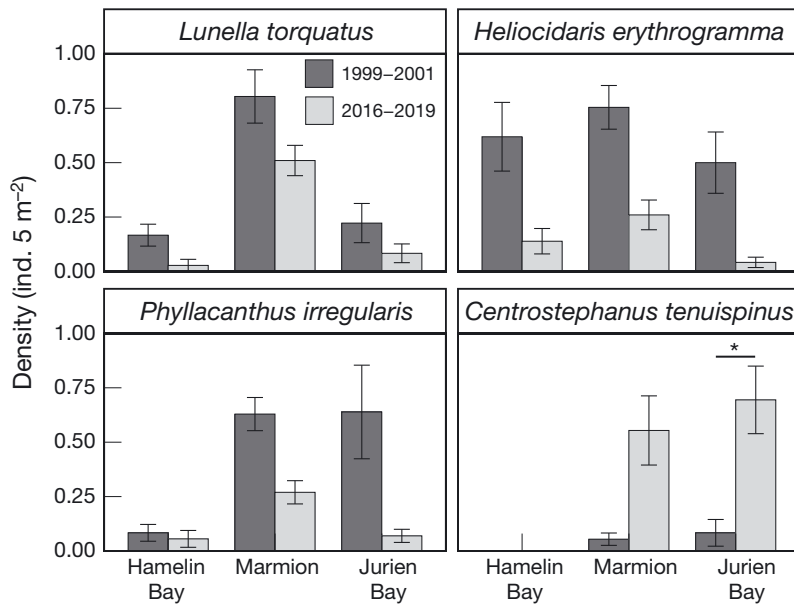 Lunella torquatus
Heliocidaris erythrogramma
1.00
0.75
0.50
0.25
0.00
1999–2001
2016–2019
Density (ind. 5 m⁻²)
Phyllacanthus irregularis
Centrostephanus tenuispinus
1.00
0.75
0.50
0.25
0.00
*
Hamelin Bay
Marmion
Jurien Bay
Hamelin Bay
Marmion
Jurien Bay